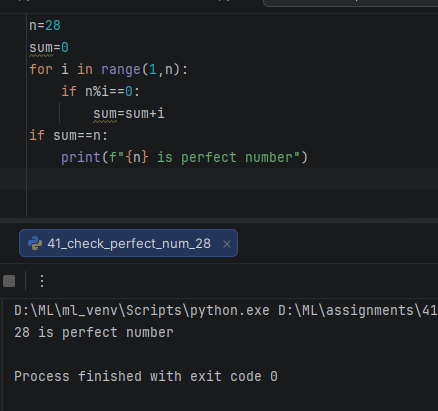 n=28
sum=0
for i in range(1,n):
    if n%i==0:
        sum=sum+i
if sum==n:
    print(f"{n} is perfect number")
41_check_perfect_num_28
D:\ML\ml_venv\Scripts\python.exe D:\ML\assignments\41
28 is perfect number
Process finished with exit code 0